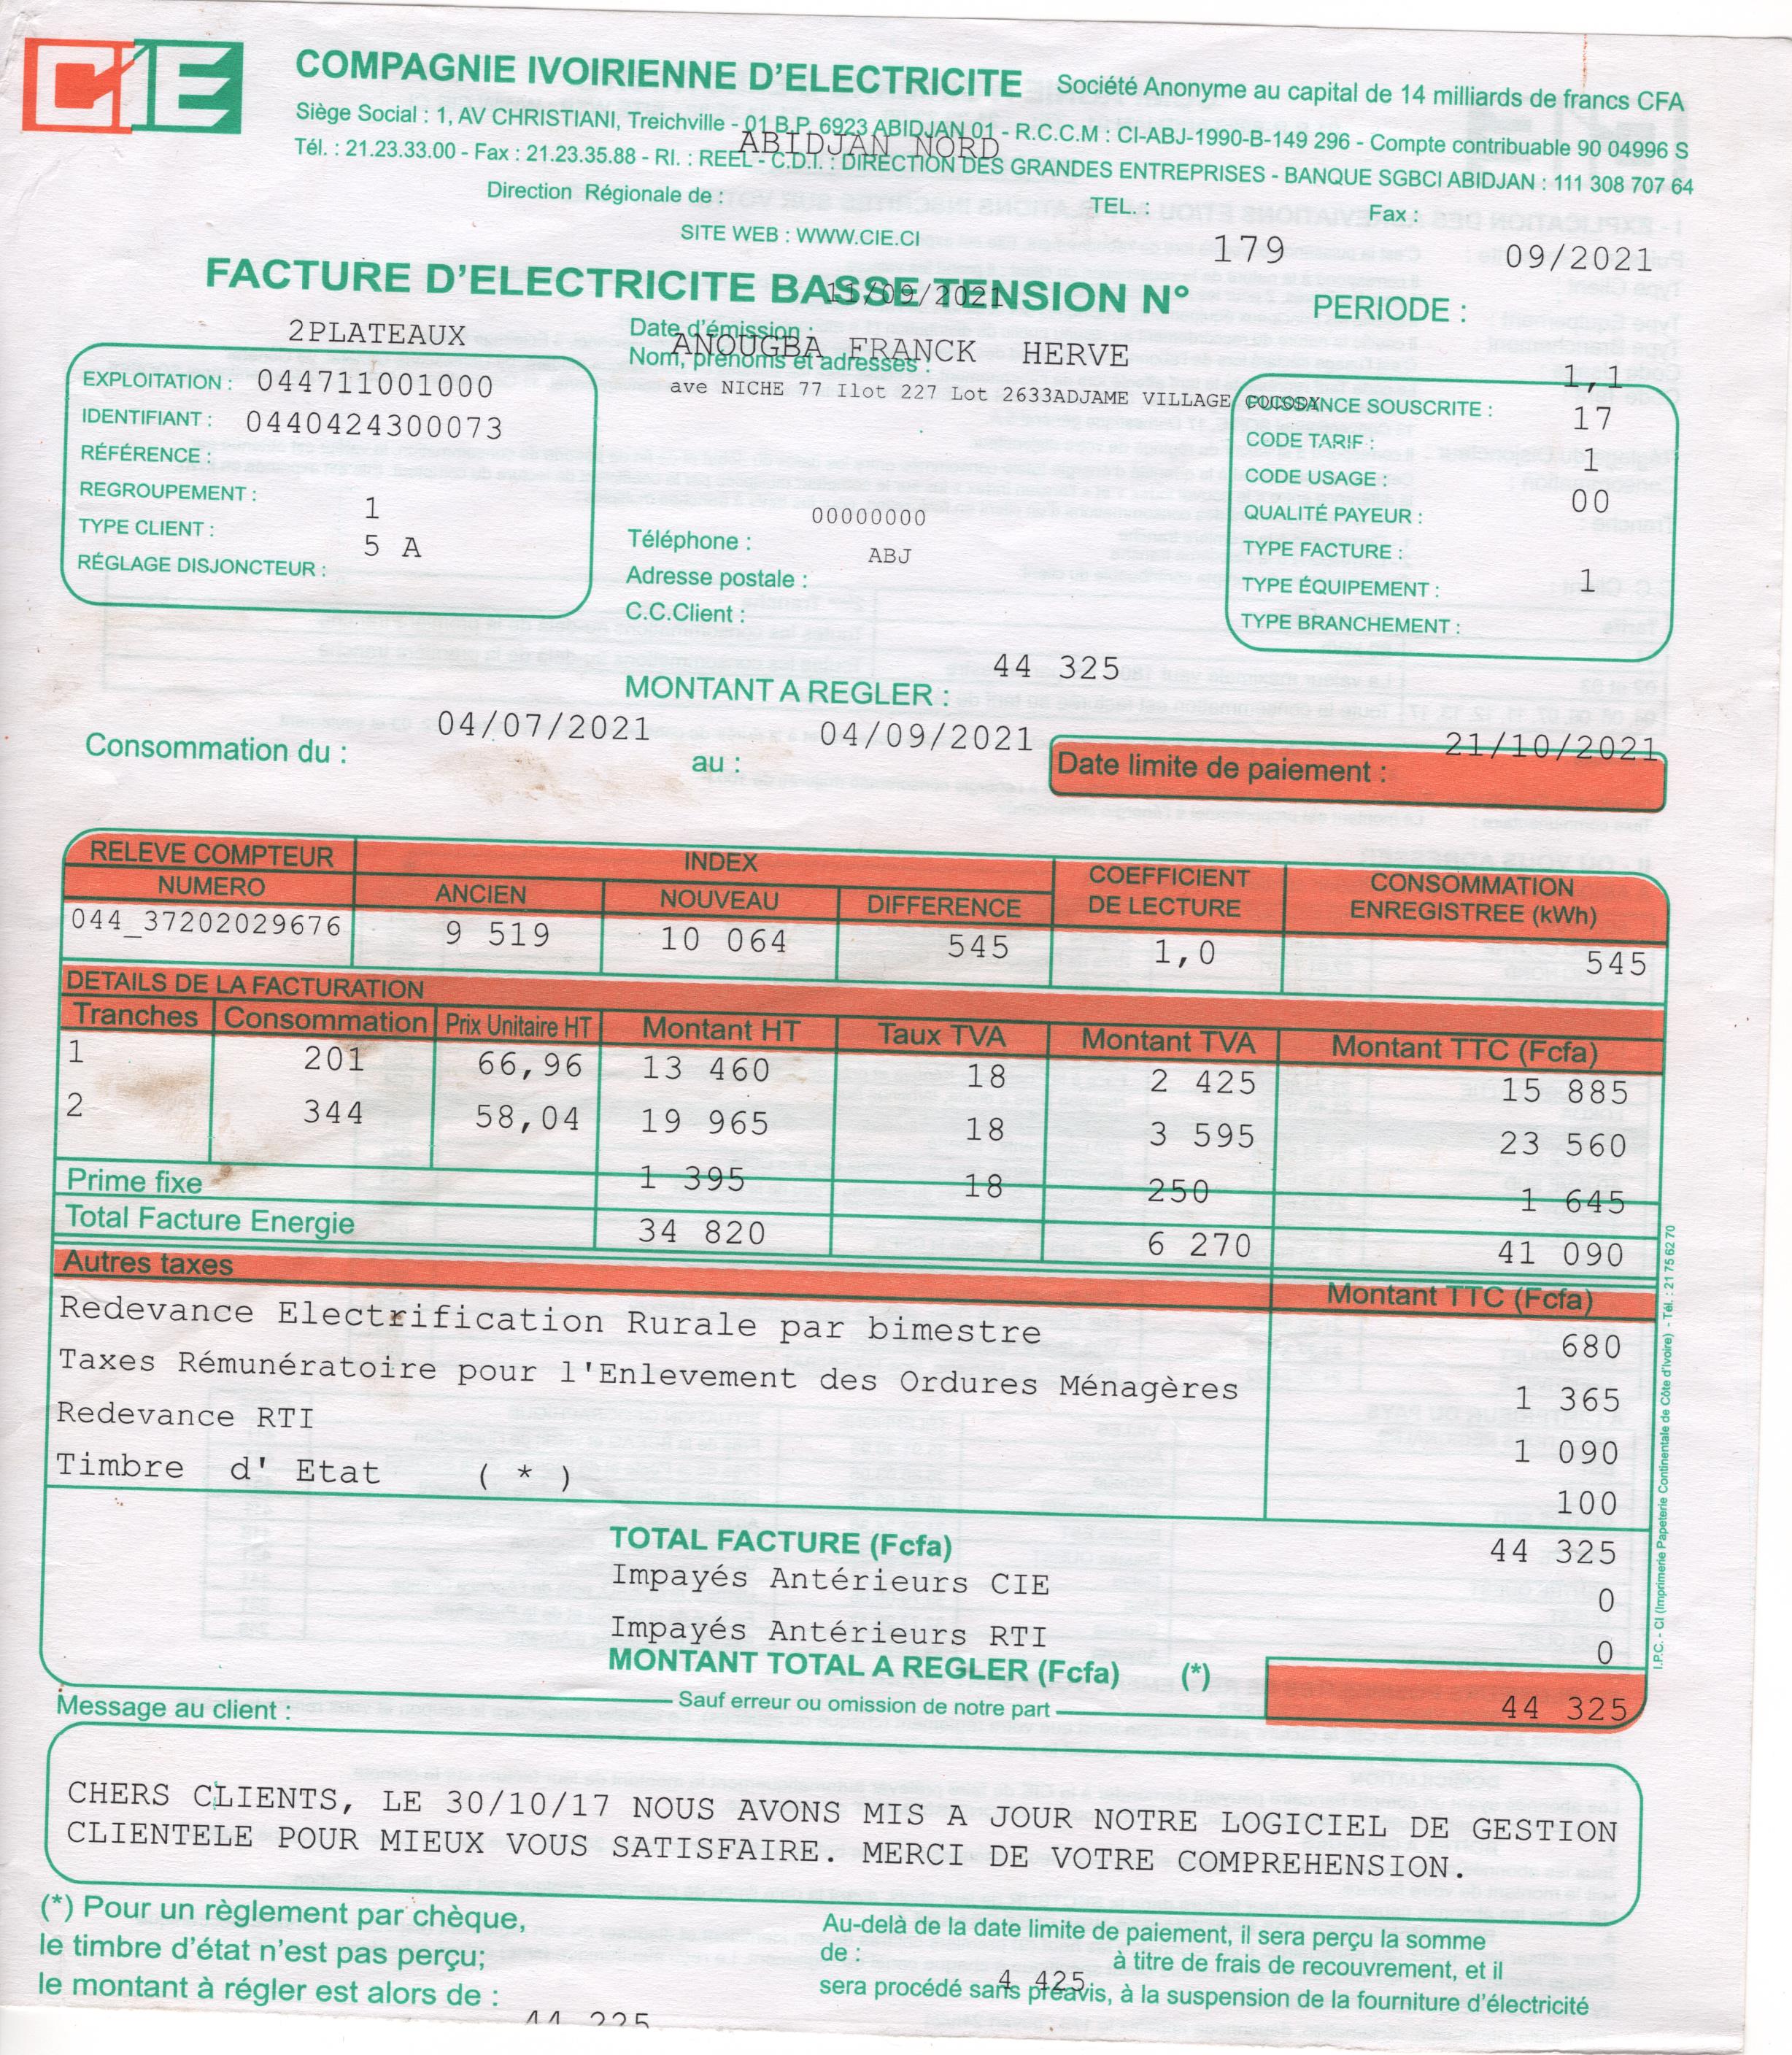 CIE
COMPAGNIE IVOIRIENNE D'ELECTRICITE Société Anonyme au capital de 14 milliards de francs CFA
Siège Social : 1, AV CHRISTIANI, Treichville - 01 B.P. 6923 ABIDJAN 01 - R.C.C.M : CI-ABJ-1990-B-149 296 - Compte contribuable 90 04996 S
ABIDJAN NORD
Tél. : 21.23.33.00 - Fax : 21.23.35.88 - RI. : REEL - C.D.I. : DIRECTION DES GRANDES ENTREPRISES - BANQUE SGBCI ABIDJAN : 111 308 707 64
Direction Régionale de : TEL. : Fax :
SITE WEB : WWW.CIE.CI
179 09/2021
FACTURE D'ELECTRICITE BASSE TENSION N° PERIODE :
11/09/2021
2PLATEAUX
Date d'émission :
ANOUGBA FRANCK HERVE
Nom, prénoms et adresses :
ave NICHE 77 Ilot 227 Lot 2633ADJAME VILLAGE COCODY
EXPLOITATION : 044711001000
IDENTIFIANT : 0440424300073
RÉFÉRENCE :
REGROUPEMENT : 1
TYPE CLIENT : 5 A
RÉGLAGE DISJONCTEUR :
00000000
Téléphone :
ABJ
Adresse postale :
C.C.Client :
1,1
PUISSANCE SOUSCRITE : 17
CODE TARIF : 1
CODE USAGE : 00
QUALITÉ PAYEUR :
TYPE FACTURE :
TYPE ÉQUIPEMENT : 1
TYPE BRANCHEMENT :
44 325
MONTANT A REGLER :
04/07/2021 04/09/2021 21/10/2021
Consommation du : au : Date limite de paiement :
RELEVE COMPTEUR INDEX COEFFICIENT DE LECTURE CONSOMMATION ENREGISTREE (kWh)
NUMERO ANCIEN NOUVEAU DIFFERENCE
044_37202029676 9 519 10 064 545 1,0 545
DETAILS DE LA FACTURATION
Tranches Consommation Prix Unitaire HT Montant HT Taux TVA Montant TVA Montant TTC (Fcfa)
1 201 66,96 13 460 18 2 425 15 885
2 344 58,04 19 965 18 3 595 23 560
Prime fixe 1 395 18 250 1 645
Total Facture Energie 34 820 6 270 41 090
Autres taxes Montant TTC (Fcfa)
Redevance Electrification Rurale par bimestre 680
Taxes Rémunératoire pour l'Enlevement des Ordures Ménagères 1 365
Redevance RTI 1 090
Timbre d' Etat ( * ) 100
TOTAL FACTURE (Fcfa) 44 325
Impayés Antérieurs CIE 0
Impayés Antérieurs RTI 0
MONTANT TOTAL A REGLER (Fcfa) (*) 44 325
Sauf erreur ou omission de notre part
I.P.C. - CI (Imprimerie Papeterie Continentale de Côte d'Ivoire) - Tél. : 21 75 62 70
Message au client :
CHERS CLIENTS, LE 30/10/17 NOUS AVONS MIS A JOUR NOTRE LOGICIEL DE GESTION
CLIENTELE POUR MIEUX VOUS SATISFAIRE. MERCI DE VOTRE COMPREHENSION.
(*) Pour un règlement par chèque,
le timbre d'état n'est pas perçu;
le montant à régler est alors de :
44 225
Au-delà de la date limite de paiement, il sera perçu la somme
de : à titre de frais de recouvrement, et il
4 425
sera procédé sans préavis, à la suspension de la fourniture d'électricité